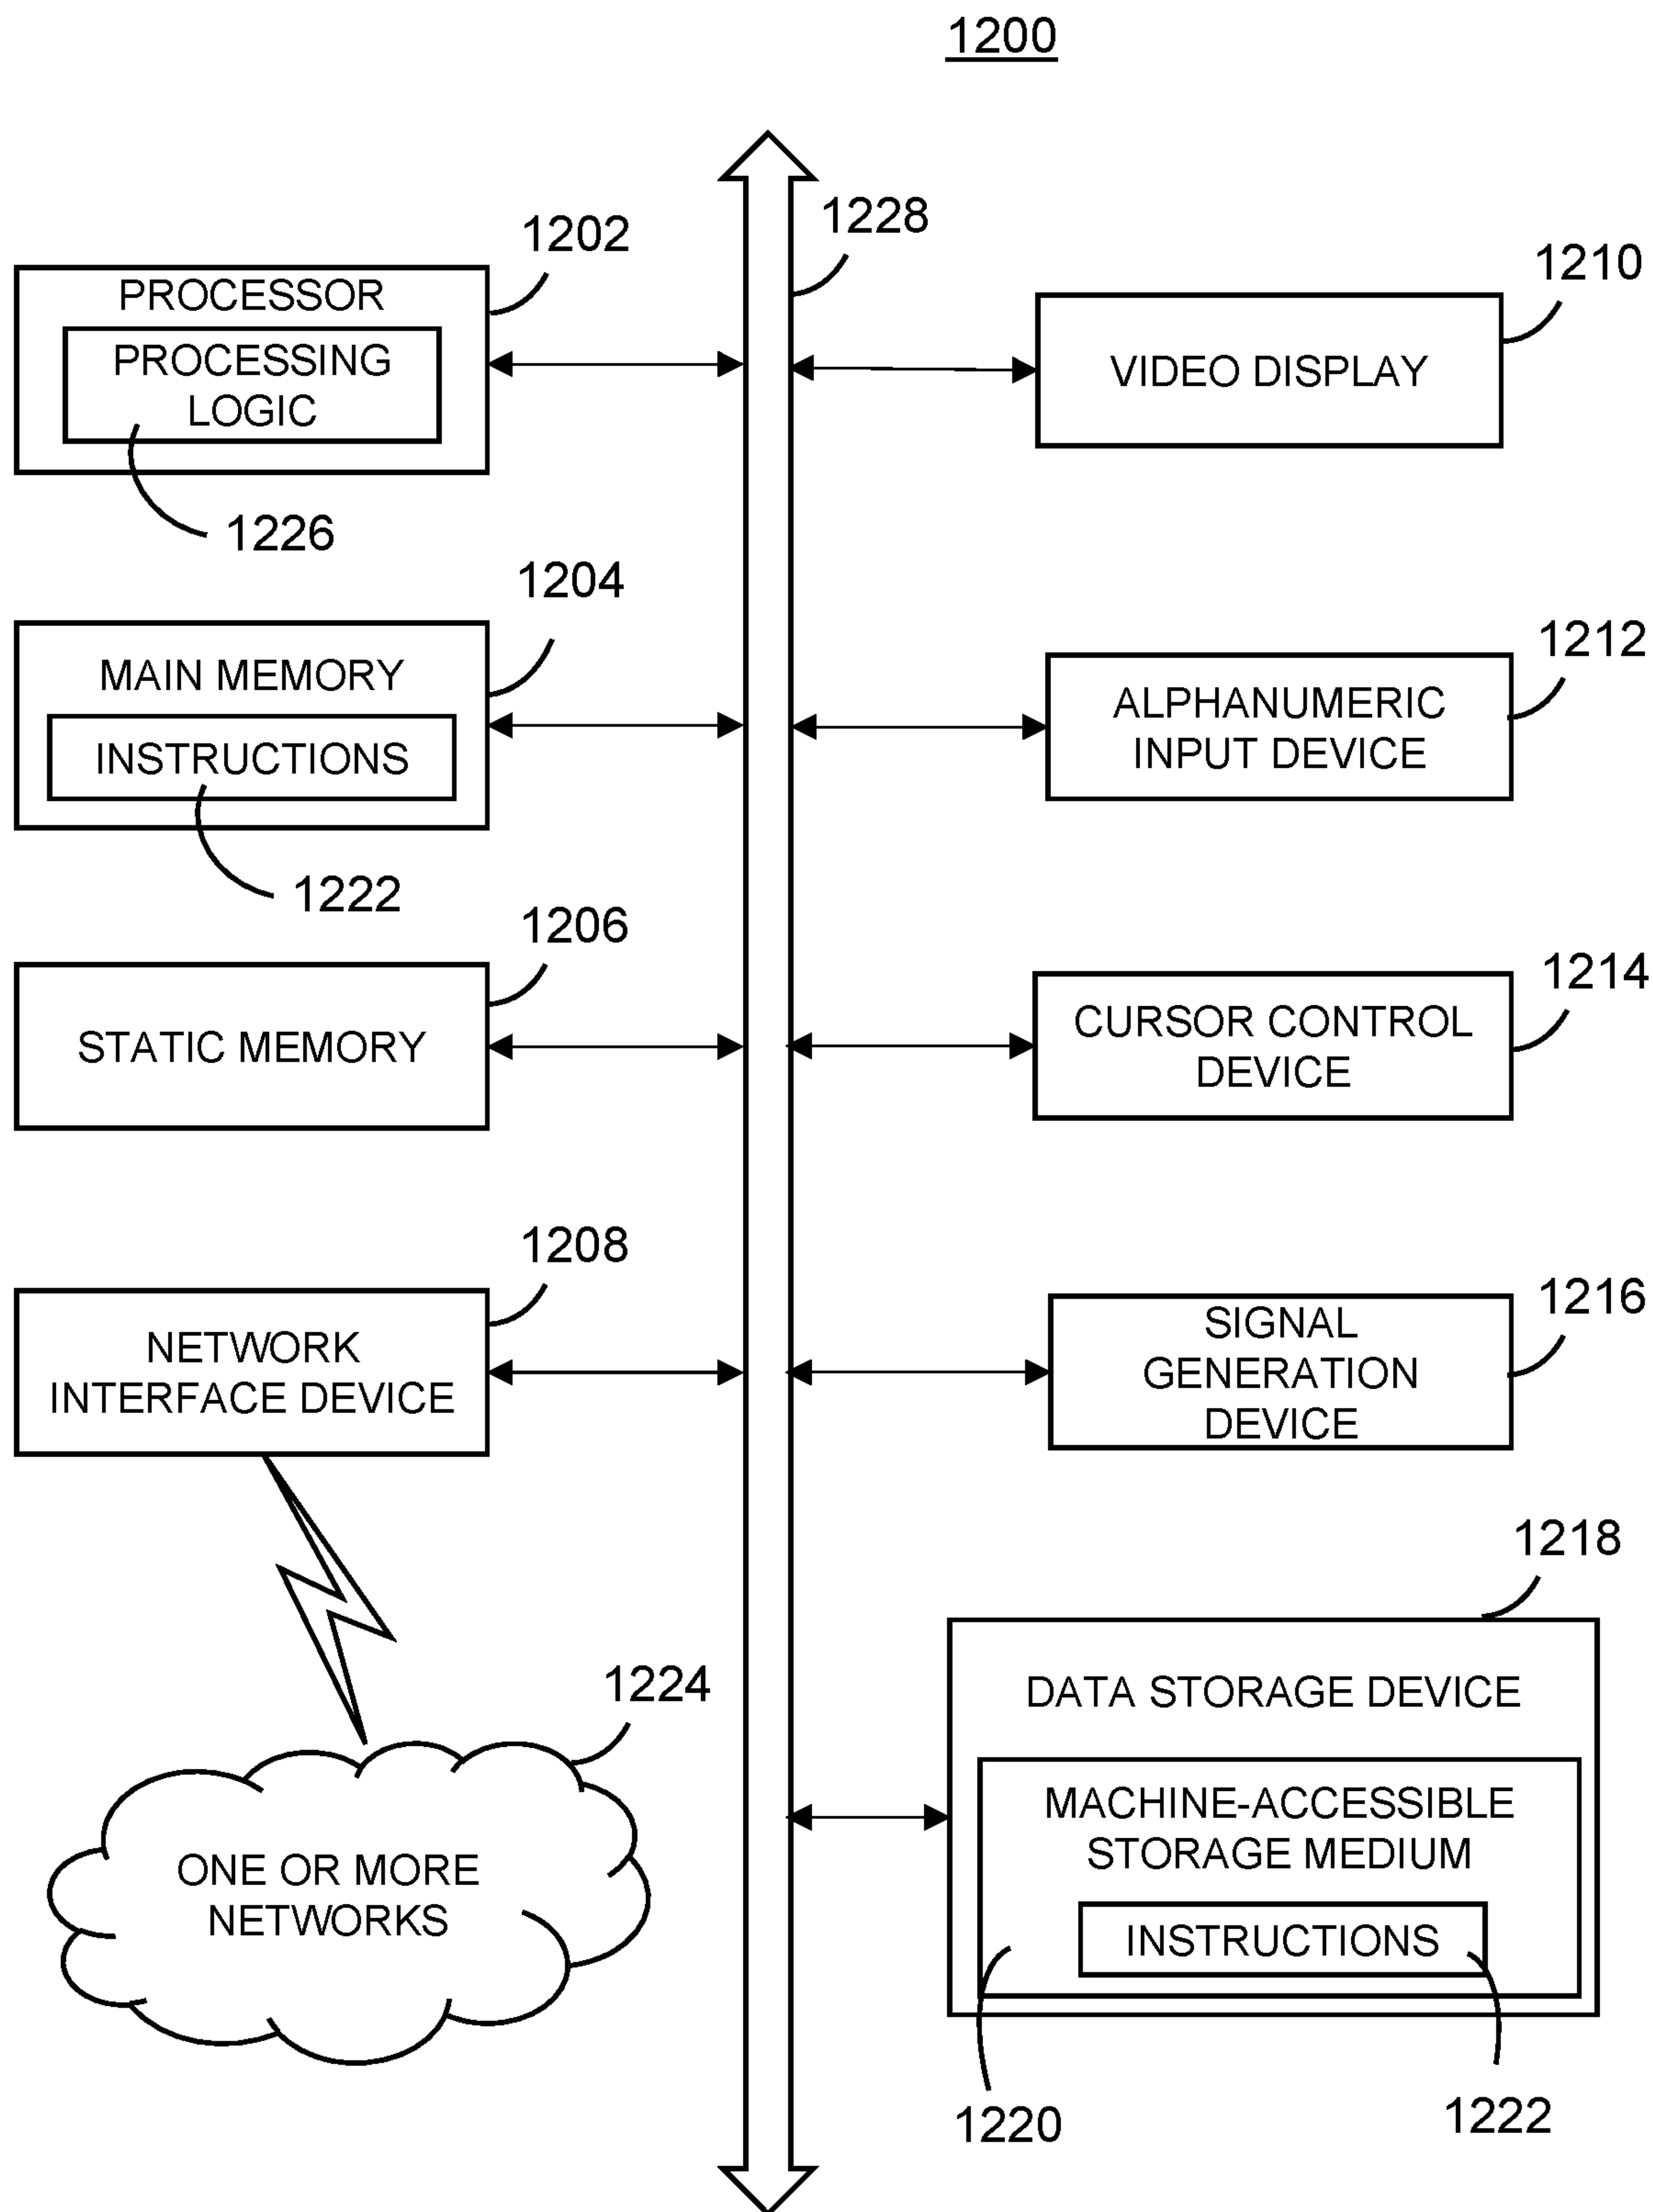 1200
1202
PROCESSOR
PROCESSING
LOGIC
1226
1204
MAIN MEMORY
INSTRUCTIONS
1222
1206
STATIC MEMORY
1208
NETWORK
INTERFACE DEVICE
1224
ONE OR MORE
NETWORKS
1228
1210
VIDEO DISPLAY
1212
ALPHANUMERIC
INPUT DEVICE
1214
CURSOR CONTROL
DEVICE
1216
SIGNAL
GENERATION
DEVICE
1218
DATA STORAGE DEVICE
MACHINE-ACCESSIBLE
STORAGE MEDIUM
INSTRUCTIONS
1220
1222